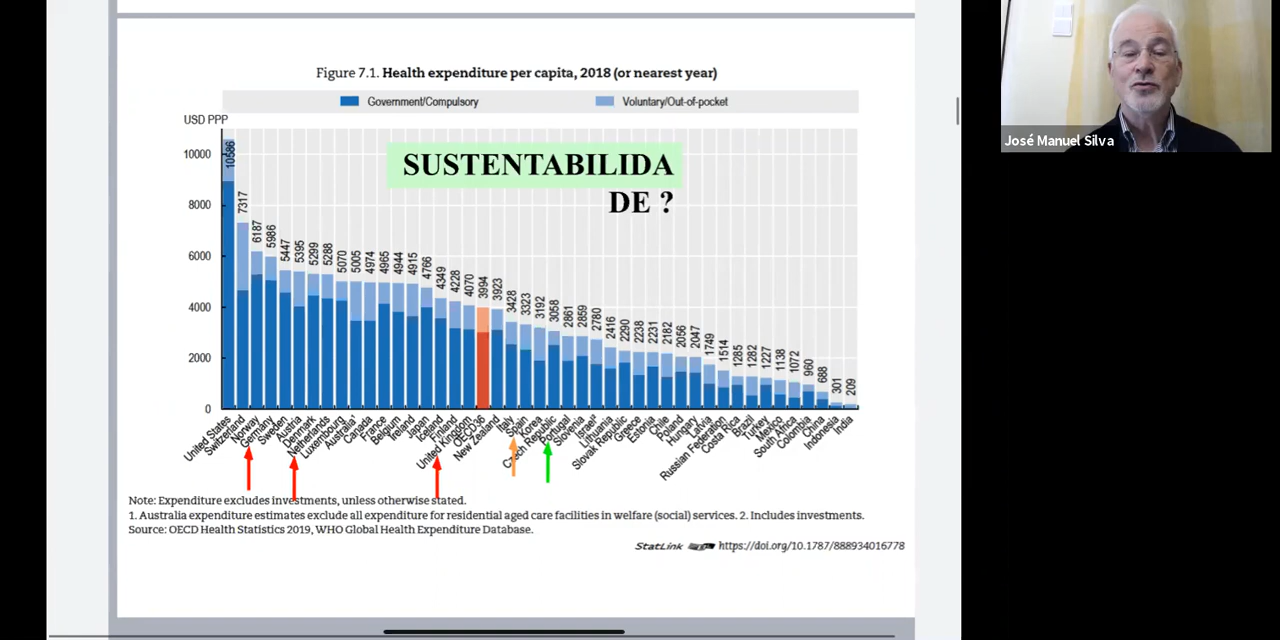 Figure 7.1. Health expenditure per capita, 2018 (or nearest year)
Government/Compulsory
Voluntary/Out-of-pocket
USD PPP
10000
8000
6000
4000
2000
0
SUSTENTABILIDA
DE ?
10586
7317
6187
5986
5447
5395
5299
5288
5070
5005
4974
4965
4944
4915
4766
4349
4228
4070
3994
3923
3428
3323
3192
3058
2861
2859
2780
2416
2290
2238
2231
2182
2056
2047
1749
1514
1285
1282
1227
1138
1072
960
688
301
209
United States
Switzerland
Norway
Germany
Sweden
Austria
Denmark
Netherlands
Luxembourg
Australia¹
Canada
France
Belgium
Ireland
Japan
Finland
United Kingdom
OECD36
New Zealand
Italy
Spain
Korea
Czech Republic
Portugal
Slovenia
Israel²
Slovak Republic
Greece
Estonia
Chile
Poland
Hungary
Latvia
Russian Federation
Costa Rica
Brazil
Turkey
Mexico
South Africa
Colombia
China
Indonesia
India
Note: Expenditure excludes investments, unless otherwise stated.
1. Australia expenditure estimates exclude all expenditure for residential aged care facilities in welfare (social) services. 2. Includes investments.
Source: OECD Health Statistics 2019, WHO Global Health Expenditure Database.
StatLink https://doi.org/10.1787/888934016778
José Manuel Silva